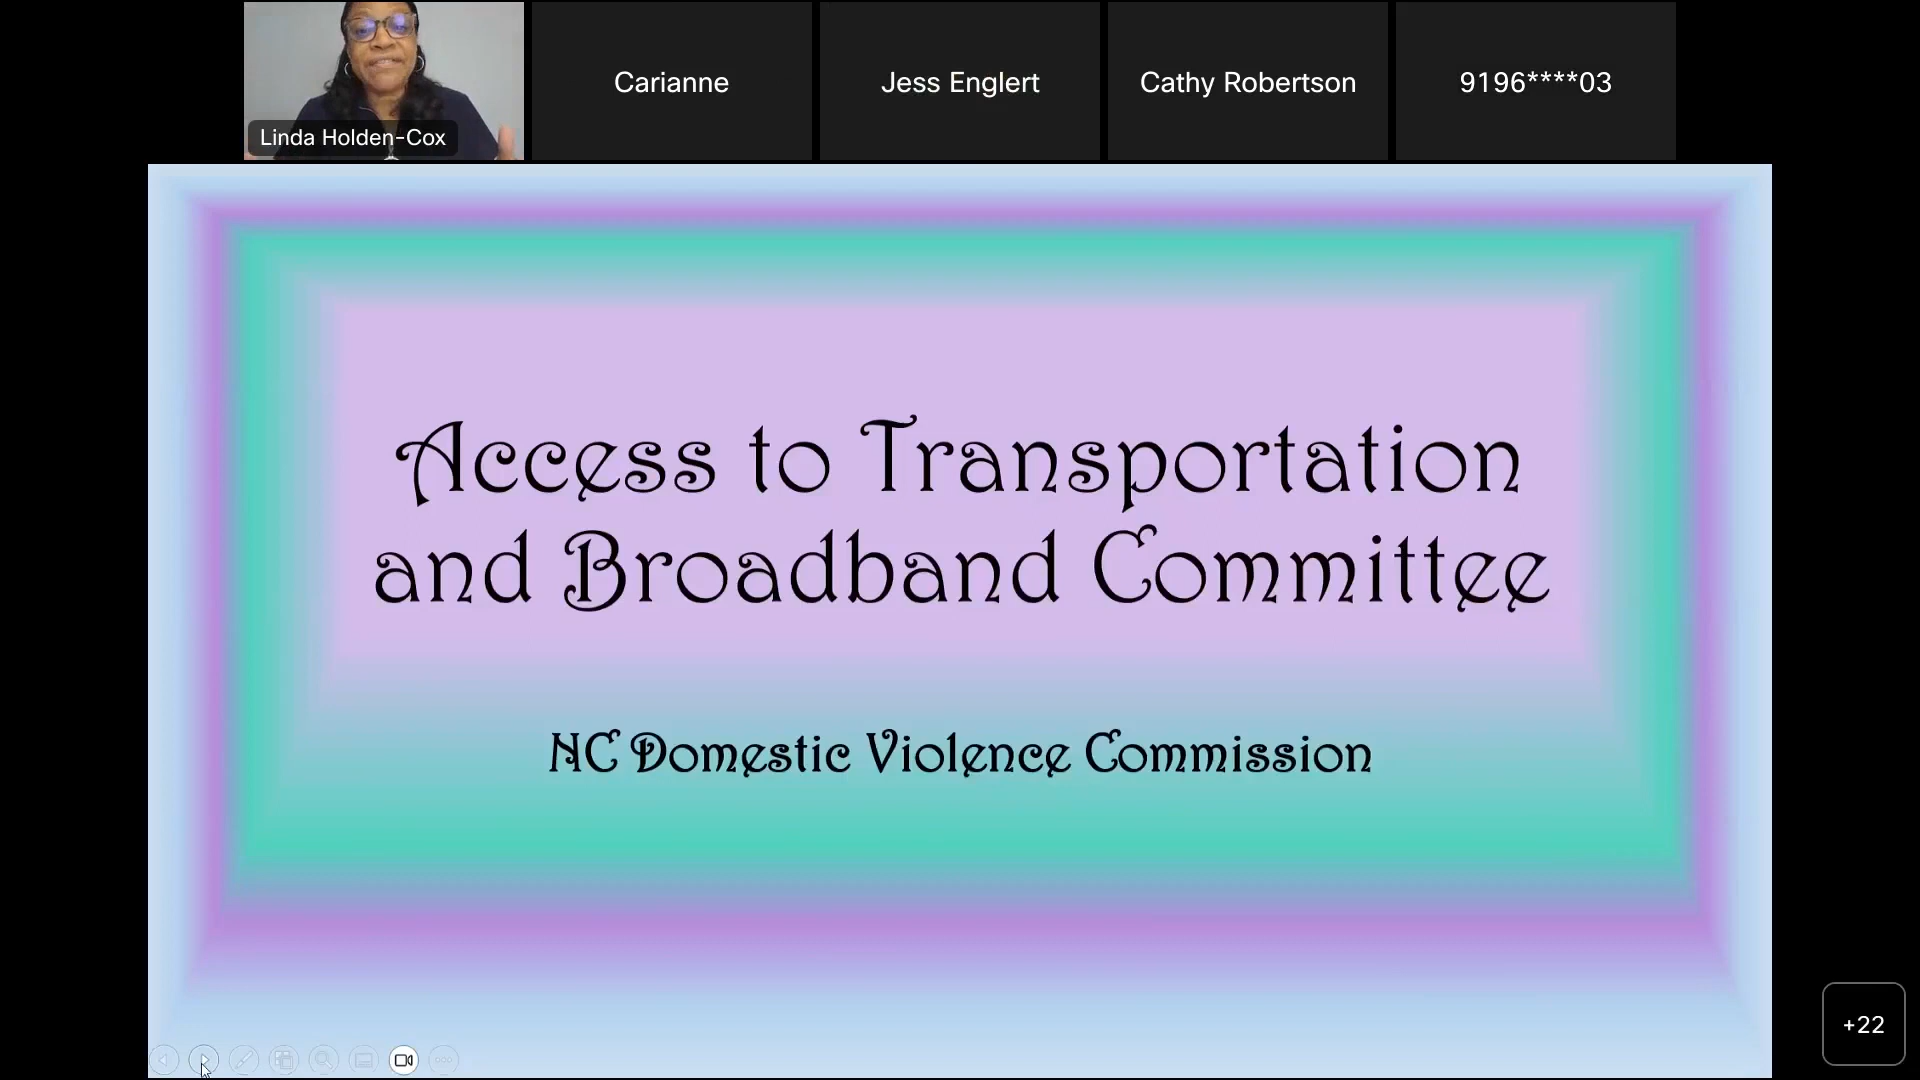 Linda Holden-Cox
Carianne
Jess Englert
Cathy Robertson
9196****03
Access to Transportation
and Broadband Committee
NC Domestic Violence Commission
+22